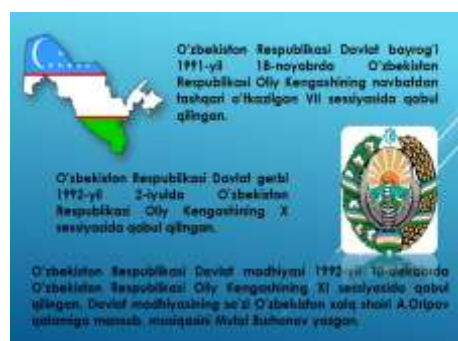 O'zbekiston Respublikasi Davlat bayrog'i
1991-yil 18-noyabrda O'zbekiston
Respublikasi Oliy Kengashining navbatdan
tashqari o'tkazilgan VII sessiyasida qabul
qilingan.
O'zbekiston Respublikasi Davlat gerbi
1992-yil 2-iyulda O'zbekiston
Respublikasi Oliy Kengashining X
sessiyasida qabul qilingan.
O'zbekiston Respublikasi Davlat madhiyasi 1992-yil 10-dekabrda
O'zbekiston Respublikasi Oliy Kengashining XI sessiyasida qabul
qilingan. Davlat madhiyasining so'zi O'zbekiston xalq shoiri A.Oripov
qalamiga mansub, musiqasini Mutal Burhonov yozgan.